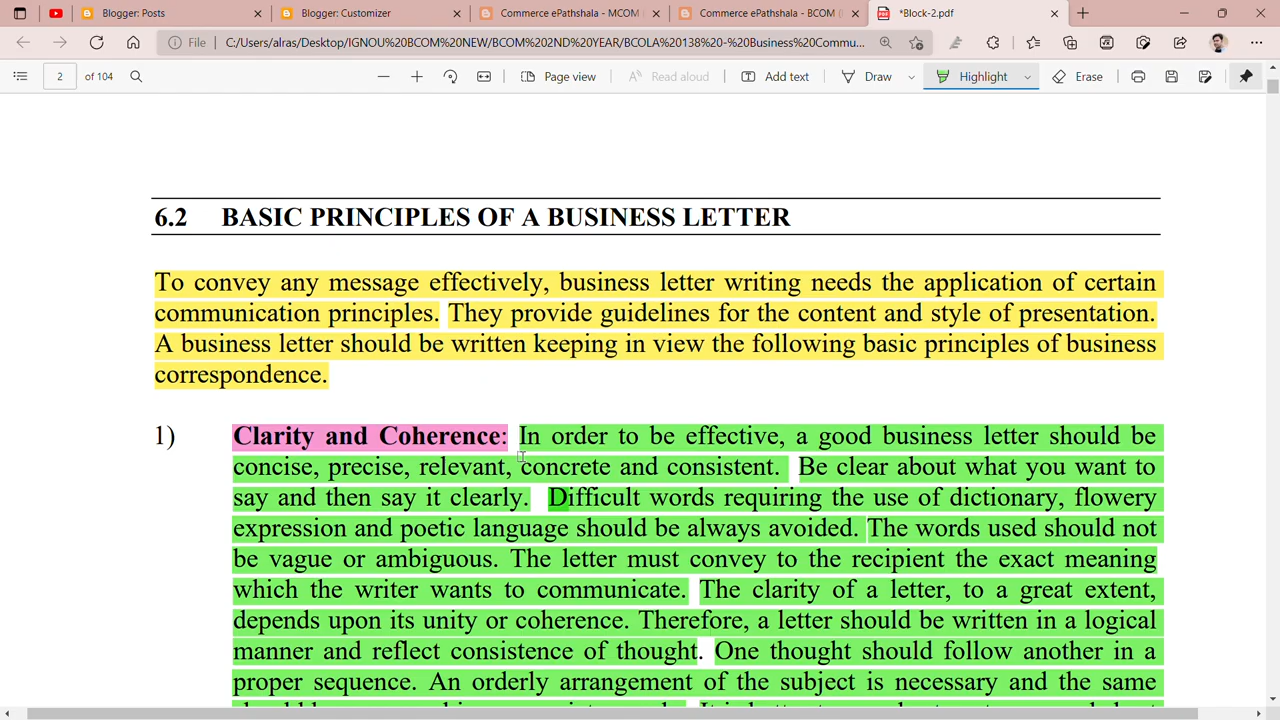 Blogger: Posts
Blogger: Customizer
Commerce ePathshala - MCOM (
Commerce ePathshala - BCOM (
*Block-2.pdf
File C:/Users/alras/Desktop/IGNOU%20BCOM%20NEW/BCOM%202ND%20YEAR/BCOLA%20138%20-%20Business%20Commu...
2 of 104
Page view
Read aloud
Add text
Draw
Highlight
Erase
6.2 BASIC PRINCIPLES OF A BUSINESS LETTER
To convey any message effectively, business letter writing needs the application of certain
communication principles. They provide guidelines for the content and style of presentation.
A business letter should be written keeping in view the following basic principles of business
correspondence.
1) Clarity and Coherence: In order to be effective, a good business letter should be
concise, precise, relevant, concrete and consistent. Be clear about what you want to
say and then say it clearly. Difficult words requiring the use of dictionary, flowery
expression and poetic language should be always avoided. The words used should not
be vague or ambiguous. The letter must convey to the recipient the exact meaning
which the writer wants to communicate. The clarity of a letter, to a great extent,
depends upon its unity or coherence. Therefore, a letter should be written in a logical
manner and reflect consistence of thought. One thought should follow another in a
proper sequence. An orderly arrangement of the subject is necessary and the same